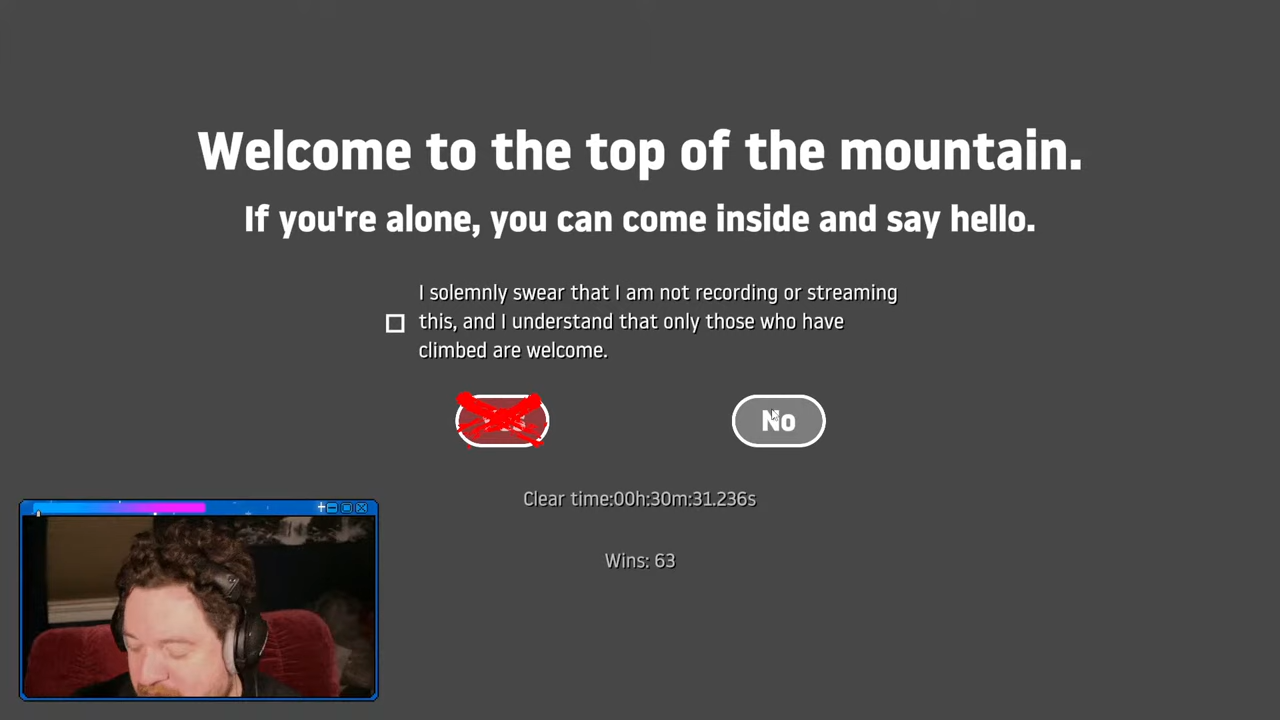 Welcome to the top of the mountain.
If you're alone, you can come inside and say hello.
I solemnly swear that I am not recording or streaming
this, and I understand that only those who have
climbed are welcome.
No
Clear time:00h:30m:31.236s
Wins: 63